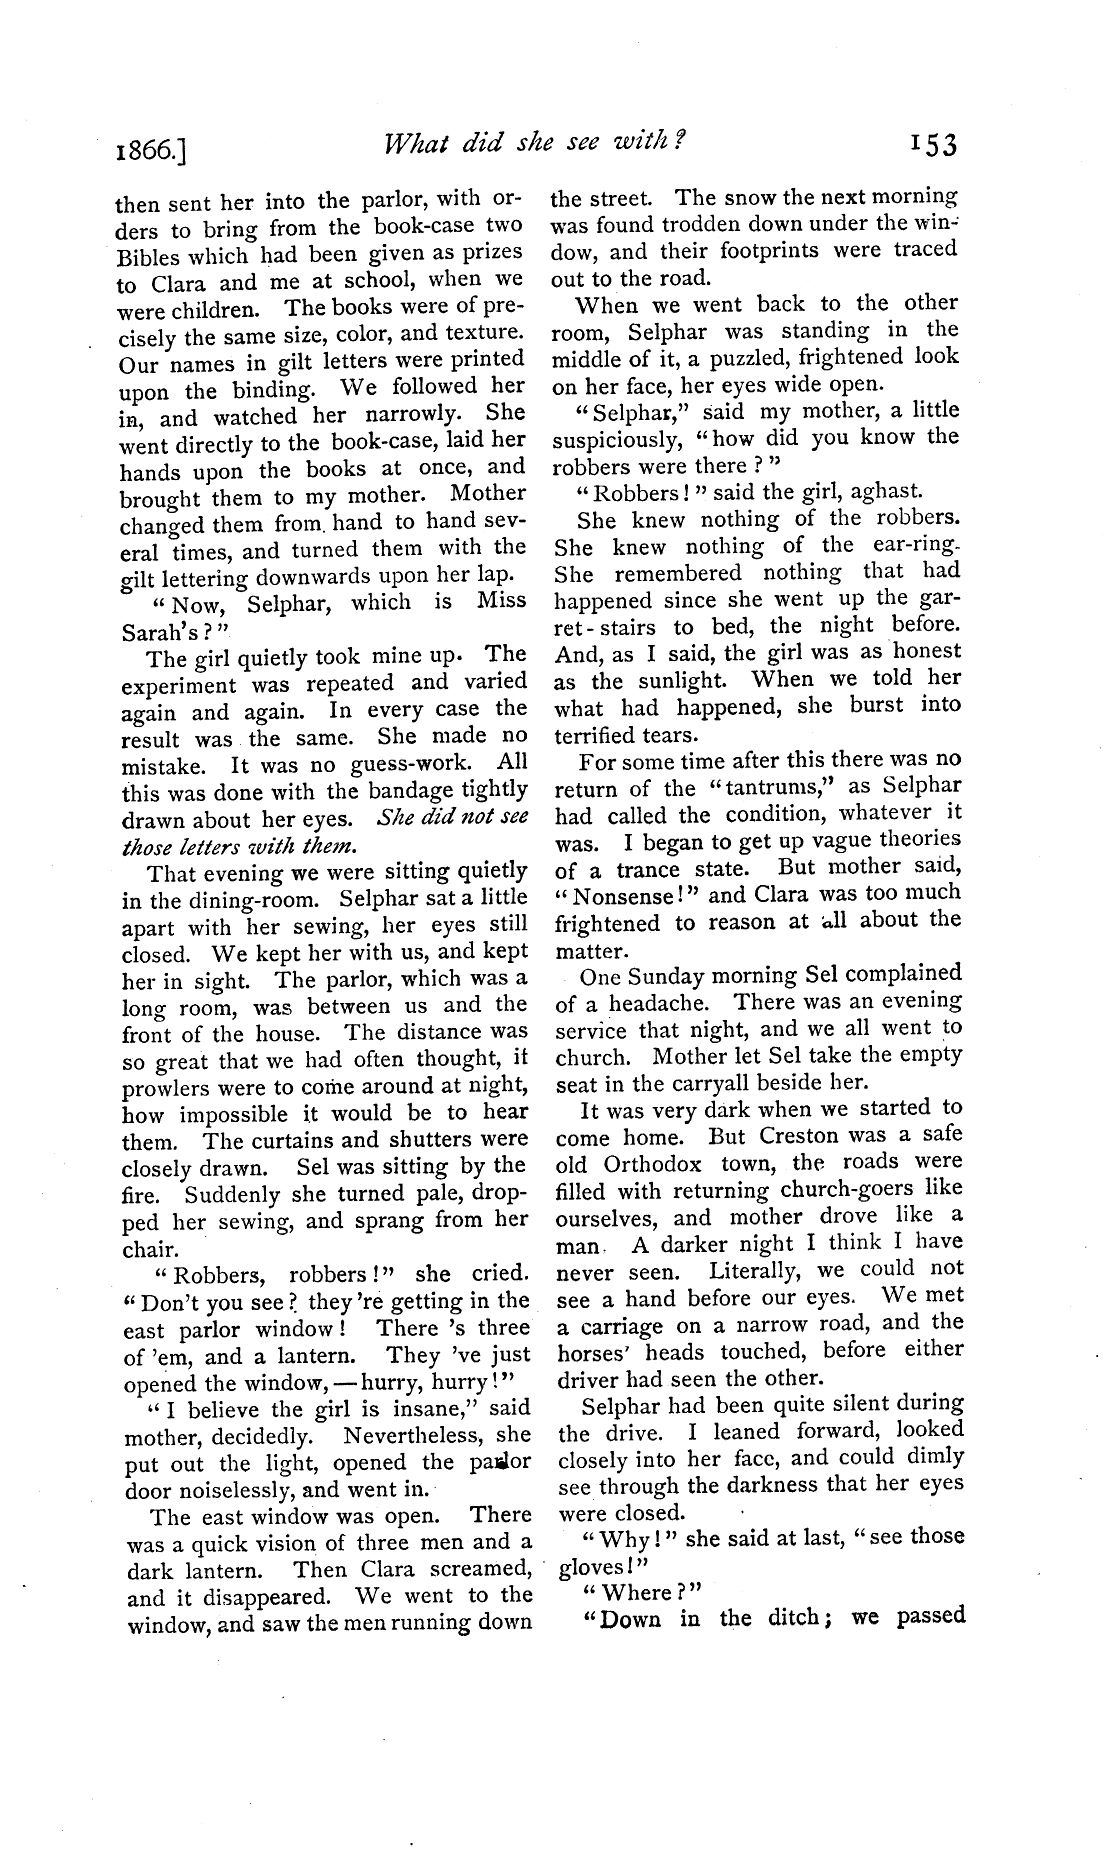 1866.] What did she see with? 153
then sent her into the parlor, with or-
ders to bring from the book-case two
Bibles which had been given as prizes
to Clara and me at school, when we
were children. The books were of pre-
cisely the same size, color, and texture.
Our names in gilt letters were printed
upon the binding. We followed her
in, and watched her narrowly. She
went directly to the book-case, laid her
hands upon the books at once, and
brought them to my mother. Mother
changed them from hand to hand sev-
eral times, and turned them with the
gilt lettering downwards upon her lap.
“Now, Selphar, which is Miss
Sarah's?”
The girl quietly took mine up. The
experiment was repeated and varied
again and again. In every case the
result was the same. She made no
mistake. It was no guess-work. All
this was done with the bandage tightly
drawn about her eyes. She did not see
those letters with them.
That evening we were sitting quietly
in the dining-room. Selphar sat a little
apart with her sewing, her eyes still
closed. We kept her with us, and kept
her in sight. The parlor, which was a
long room, was between us and the
front of the house. The distance was
so great that we had often thought, if
prowlers were to come around at night,
how impossible it would be to hear
them. The curtains and shutters were
closely drawn. Sel was sitting by the
fire. Suddenly she turned pale, drop-
ped her sewing, and sprang from her
chair.
“Robbers, robbers!” she cried.
“Don't you see? they 're getting in the
east parlor window! There 's three
of 'em, and a lantern. They 've just
opened the window,—hurry, hurry!”
“I believe the girl is insane,” said
mother, decidedly. Nevertheless, she
put out the light, opened the parlor
door noiselessly, and went in.
The east window was open. There
was a quick vision of three men and a
dark lantern. Then Clara screamed,
and it disappeared. We went to the
window, and saw the men running down
the street. The snow the next morning
was found trodden down under the win-
dow, and their footprints were traced
out to the road.
When we went back to the other
room, Selphar was standing in the
middle of it, a puzzled, frightened look
on her face, her eyes wide open.
“Selphar,” said my mother, a little
suspiciously, “how did you know the
robbers were there?”
“Robbers!” said the girl, aghast.
She knew nothing of the robbers.
She knew nothing of the ear-ring.
She remembered nothing that had
happened since she went up the gar-
ret-stairs to bed, the night before.
And, as I said, the girl was as honest
as the sunlight. When we told her
what had happened, she burst into
terrified tears.
For some time after this there was no
return of the “tantrums,” as Selphar
had called the condition, whatever it
was. I began to get up vague theories
of a trance state. But mother said,
“Nonsense!” and Clara was too much
frightened to reason at all about the
matter.
One Sunday morning Sel complained
of a headache. There was an evening
service that night, and we all went to
church. Mother let Sel take the empty
seat in the carryall beside her.
It was very dark when we started to
come home. But Creston was a safe
old Orthodox town, the roads were
filled with returning church-goers like
ourselves, and mother drove like a
man. A darker night I think I have
never seen. Literally, we could not
see a hand before our eyes. We met
a carriage on a narrow road, and the
horses' heads touched, before either
driver had seen the other.
Selphar had been quite silent during
the drive. I leaned forward, looked
closely into her face, and could dimly
see through the darkness that her eyes
were closed.
“Why!” she said at last, “see those
gloves!”
“Where?”
“Down in the ditch; we passed